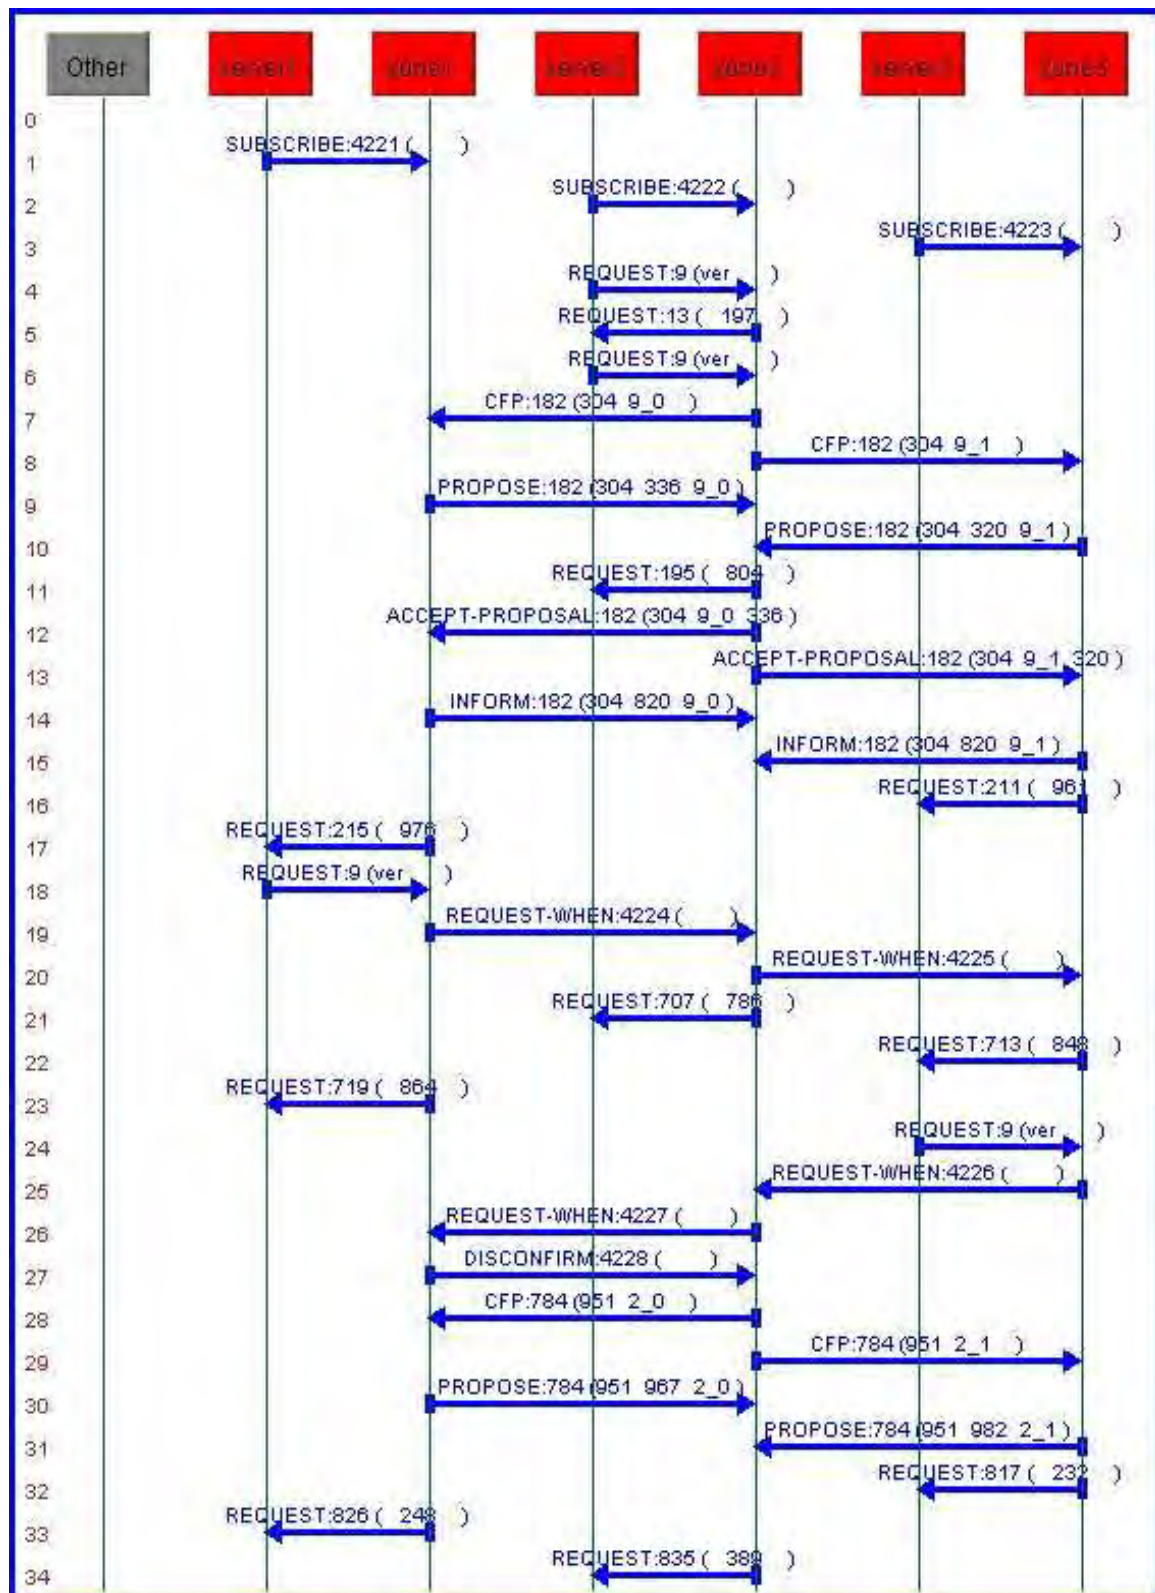 Other server1 zone1 server2 zone2 server3 zone3
0
SUBSCRIBE:4221 ( )
1
SUBSCRIBE:4222 ( )
2
SUBSCRIBE:4223 ( )
3
REQUEST:9 (ver )
4
REQUEST:13 ( 197 )
5
REQUEST:9 (ver )
6
CFP:182 (304 9_0 )
7
CFP:182 (304 9_1 )
8
PROPOSE:182 (304 336 9_0)
9
PROPOSE:182 (304 320 9_1)
10
REQUEST:195 ( 804 )
11
ACCEPT-PROPOSAL:182 (304 9_0 336 )
12
ACCEPT-PROPOSAL:182 (304 9_1 320 )
13
INFORM:182 (304 820 9_0 )
14
INFORM:182 (304 820 9_1 )
15
REQUEST:211 ( 961 )
16
REQUEST:215 ( 976 )
17
REQUEST:9 (ver )
18
REQUEST-WHEN:4224 ( )
19
REQUEST-WHEN:4225 ( )
20
REQUEST:707 ( 786 )
21
REQUEST:713 ( 848 )
22
REQUEST:719 ( 864 )
23
REQUEST:9 (ver )
24
REQUEST-WHEN:4226 ( )
25
REQUEST-WHEN:4227 ( )
26
DISCONFIRM:4228 ( )
27
CFP:784 (951 2_0 )
28
CFP:784 (951 2_1 )
29
PROPOSE:784 (951 967 2_0)
30
PROPOSE:784 (951 982 2_1)
31
REQUEST:817 ( 232 )
32
REQUEST:826 ( 248 )
33
REQUEST:835 ( 389 )
34